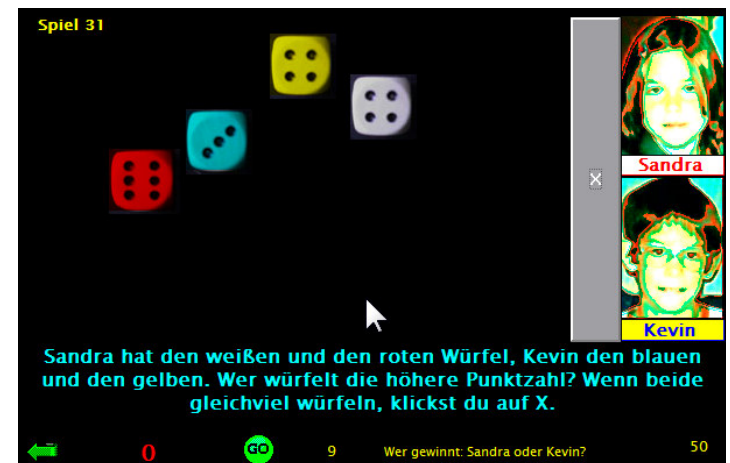 Spiel 31
X
Sandra
Kevin
Sandra hat den weißen und den roten Würfel, Kevin den blauen
und den gelben. Wer würfelt die höhere Punktzahl? Wenn beide
gleichviel würfeln, klickst du auf X.
0 GO 9 Wer gewinnt: Sandra oder Kevin? 50